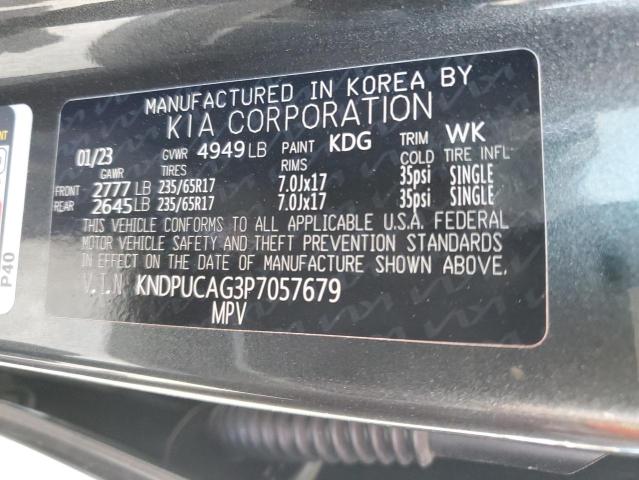 MANUFACTURED IN KOREA BY
KIA CORPORATION
01/23 GVWR 4949 LB PAINT KDG TRIM WK
GAWR TIRES RIMS COLD TIRE INFL
FRONT 2777 LB 235/65R17 7.0Jx17 35psi SINGLE
REAR 2645 LB 235/65R17 7.0Jx17 35psi SINGLE
THIS VEHICLE CONFORMS TO ALL APPLICABLE U.S.A. FEDERAL
MOTOR VEHICLE SAFETY AND THEFT PREVENTION STANDARDS
IN EFFECT ON THE DATE OF MANUFACTURE SHOWN ABOVE.
V.I.N KNDPUCAG3P7057679
MPV
P40